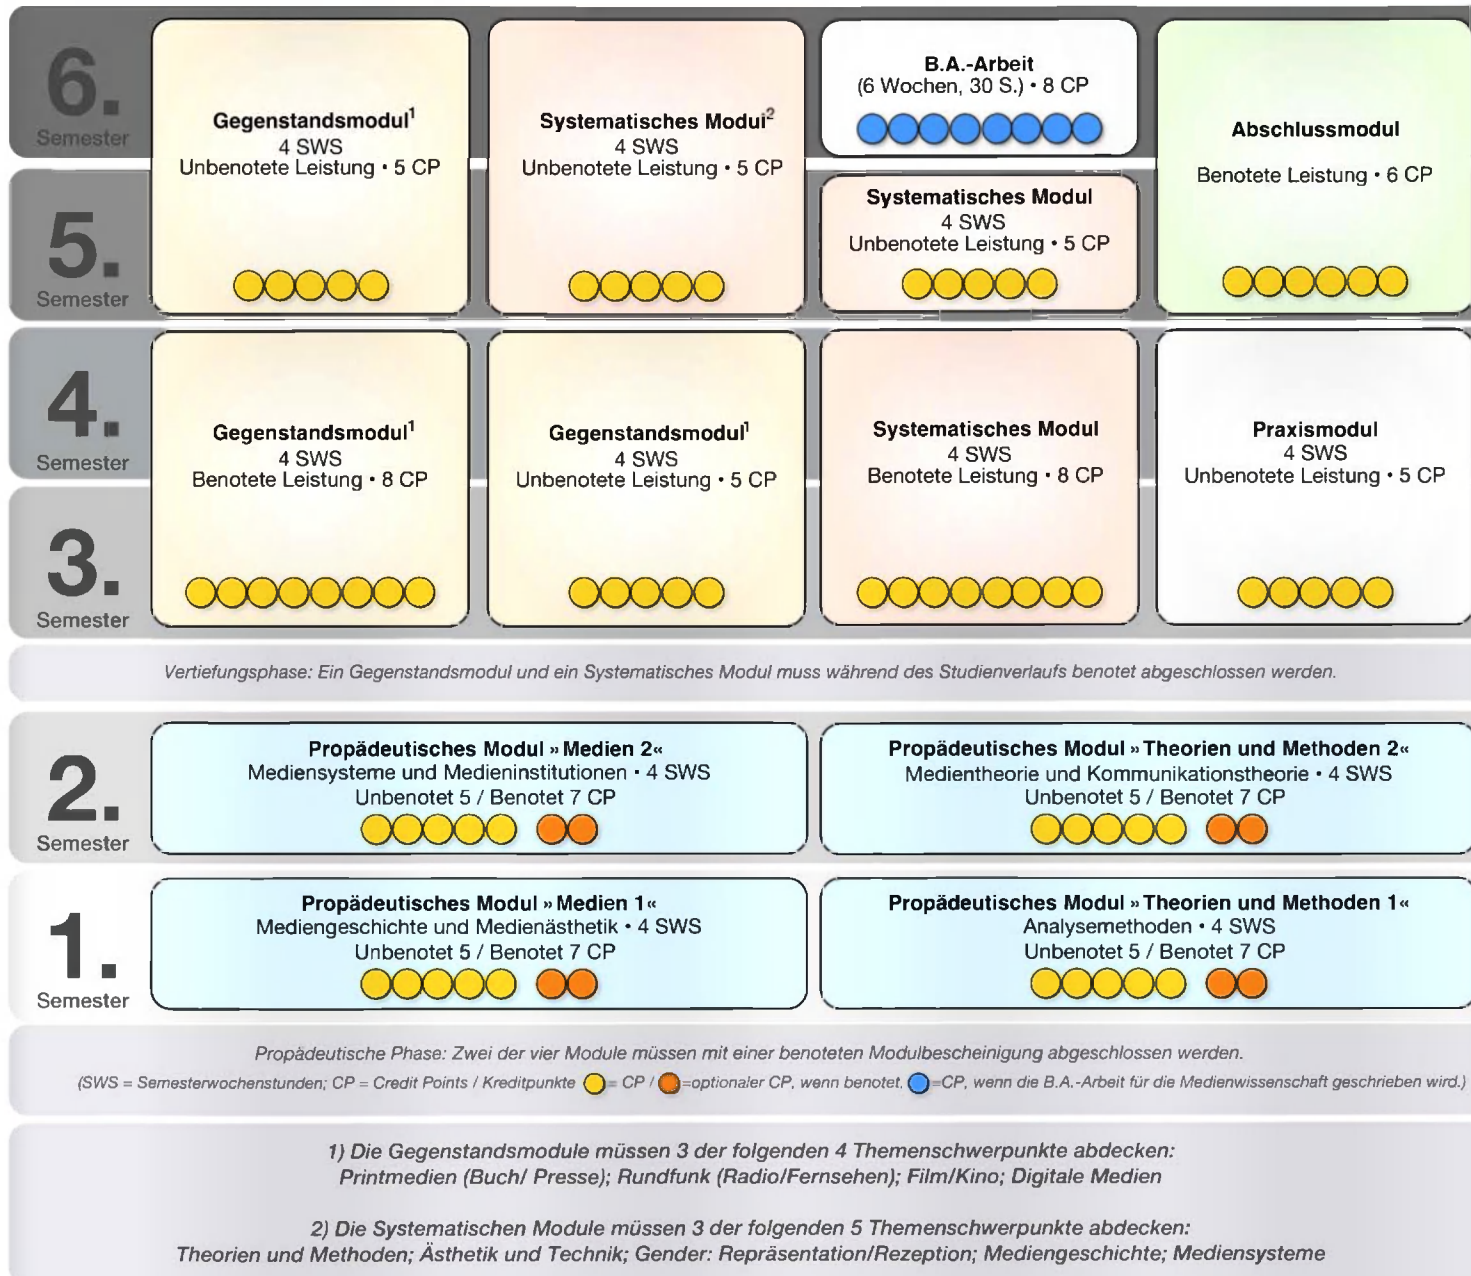 6.
Semester
Gegenstandsmodul¹
4 SWS
Unbenotete Leistung • 5 CP
Systematisches Modul²
4 SWS
Unbenotete Leistung • 5 CP
B.A.-Arbeit
(6 Wochen, 30 S.) • 8 CP
Abschlussmodul
Benotete Leistung • 6 CP
5.
Semester
Systematisches Modul
4 SWS
Unbenotete Leistung • 5 CP
4.
Semester
Gegenstandsmodul¹
4 SWS
Benotete Leistung • 8 CP
Gegenstandsmodul¹
4 SWS
Unbenotete Leistung • 5 CP
Systematisches Modul
4 SWS
Benotete Leistung • 8 CP
Praxismodul
4 SWS
Unbenotete Leistung • 5 CP
3.
Semester
Vertiefungsphase: Ein Gegenstandsmodul und ein Systematisches Modul muss während des Studienverlaufs benotet abgeschlossen werden.
2.
Semester
Propädeutisches Modul »Medien 2«
Mediensysteme und Medieninstitutionen • 4 SWS
Unbenotet 5 / Benotet 7 CP
Propädeutisches Modul »Theorien und Methoden 2«
Medientheorie und Kommunikationstheorie • 4 SWS
Unbenotet 5 / Benotet 7 CP
1.
Semester
Propädeutisches Modul »Medien 1«
Mediengeschichte und Medienästhetik • 4 SWS
Unbenotet 5 / Benotet 7 CP
Propädeutisches Modul »Theorien und Methoden 1«
Analysemethoden • 4 SWS
Unbenotet 5 / Benotet 7 CP
Propädeutische Phase: Zwei der vier Module müssen mit einer benoteten Modulbescheinigung abgeschlossen werden.
(SWS = Semesterwochenstunden; CP = Credit Points / Kreditpunkte = CP / =optionaler CP, wenn benotet, =CP, wenn die B.A.-Arbeit für die Medienwissenschaft geschrieben wird.)
1) Die Gegenstandsmodule müssen 3 der folgenden 4 Themenschwerpunkte abdecken:
Printmedien (Buch/ Presse); Rundfunk (Radio/Fernsehen); Film/Kino; Digitale Medien
2) Die Systematischen Module müssen 3 der folgenden 5 Themenschwerpunkte abdecken:
Theorien und Methoden; Ästhetik und Technik; Gender: Repräsentation/Rezeption; Mediengeschichte; Mediensysteme